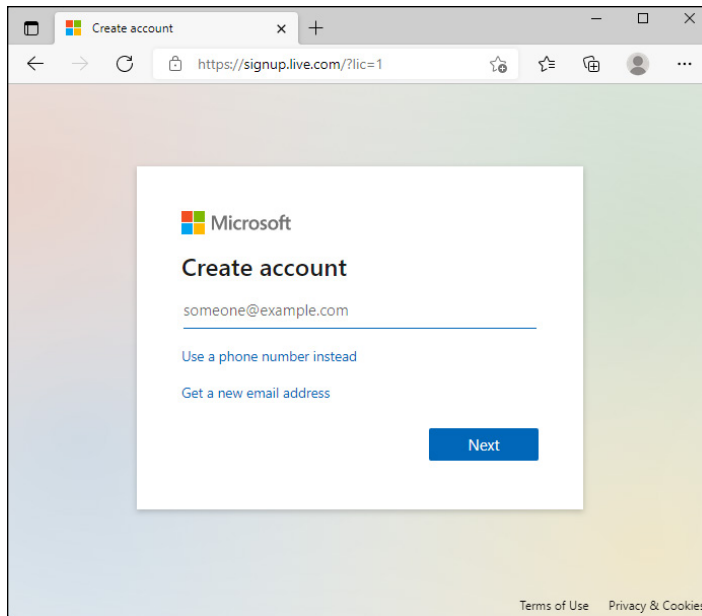 Create account
https://signup.live.com/?lic=1
Microsoft
Create account
someone@example.com
Use a phone number instead
Get a new email address
Next
Terms of Use Privacy & Cookies